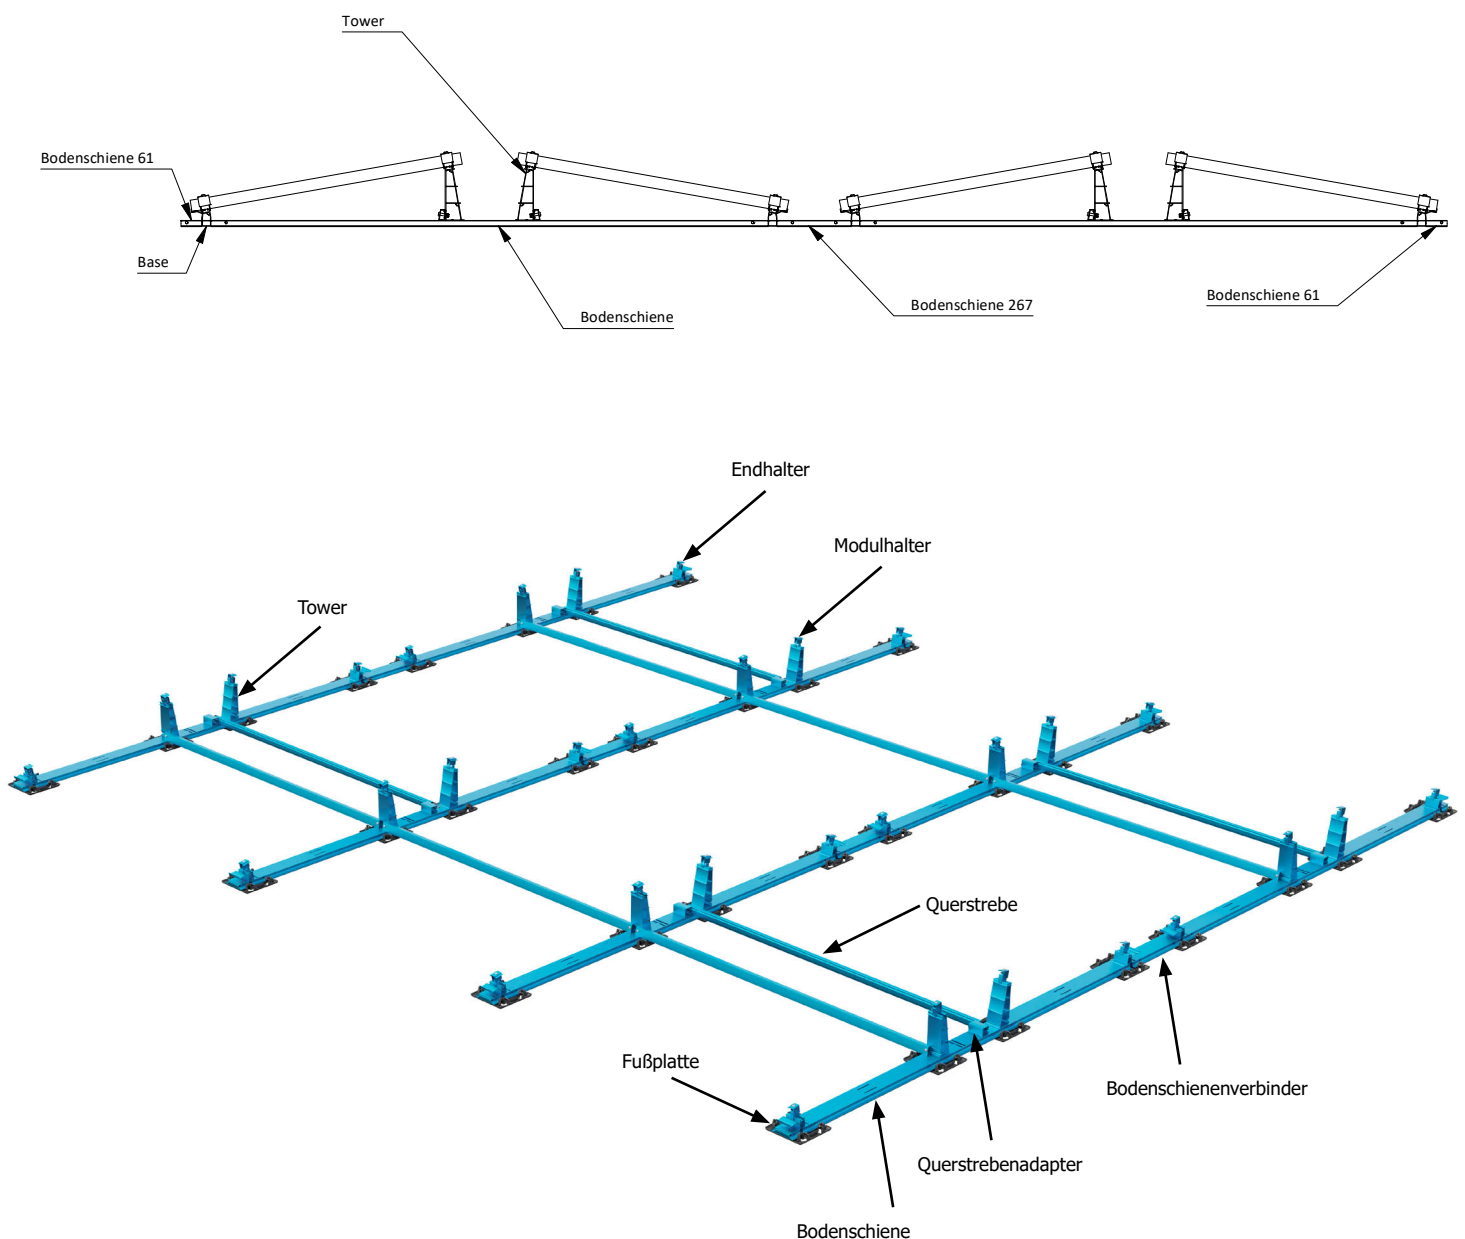 Tower
Bodenschiene 61
Base
Bodenschiene
Bodenschiene 267
Bodenschiene 61
Endhalter
Modulhalter
Tower
Querstrebe
Fußplatte
Bodenschienenverbinder
Querstrebenadapter
Bodenschiene